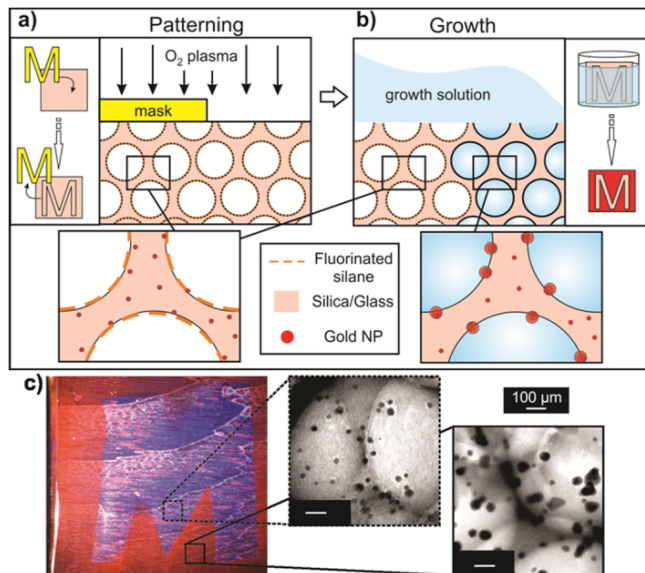 a)
Patterning
O₂ plasma
mask
M
M
M
b)
Growth
growth solution
M
M
Fluorinated
silane
Silica/Glass
Gold NP
c)
100 µm